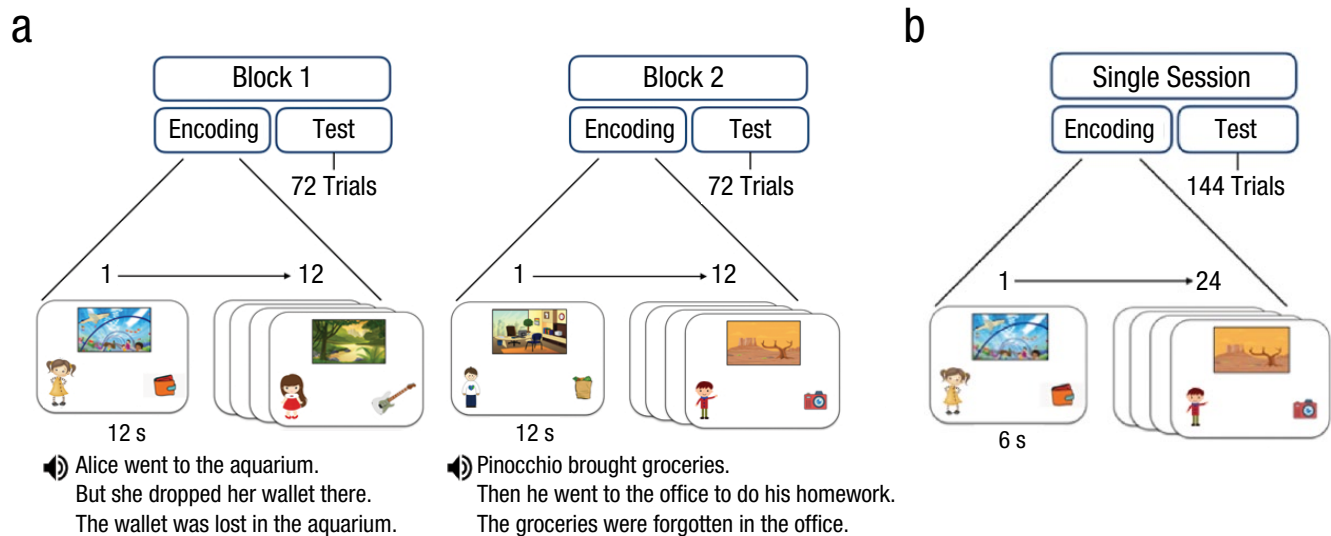 a
b
Block 1
Block 2
Single Session
Encoding
Test
Encoding
Test
Encoding
Test
72 Trials
72 Trials
144 Trials
1
12
1
12
1
24
12 s
12 s
6 s
Alice went to the aquarium.
But she dropped her wallet there.
The wallet was lost in the aquarium.
Pinocchio brought groceries.
Then he went to the office to do his homework.
The groceries were forgotten in the office.